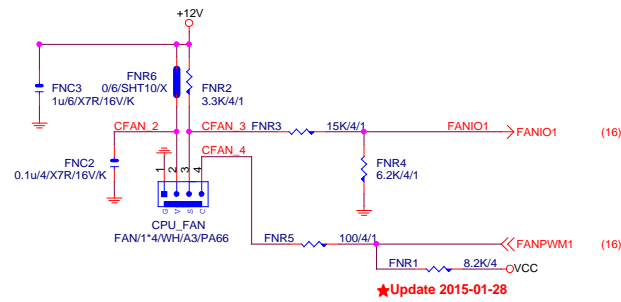 +12V
FNR6
0/6/SHT10/X
FNC3
1u/6/X7R/16V/K
FNR2
3.3K/4/1
CFAN_2
CFAN_3
FNR3
15K/4/1
FANIO1
FANIO1
(16)
CFAN_4
FNC2
0.1u/4/X7R/16V/K
FNR4
6.2K/4/1
1
2
3
4
G
V
S
C
CPU_FAN
FAN/1*4/WH/A3/PA66
FNR5
100/4/1
FANPWM1
(16)
FNR1
8.2K/4
VCC
★Update 2015-01-28